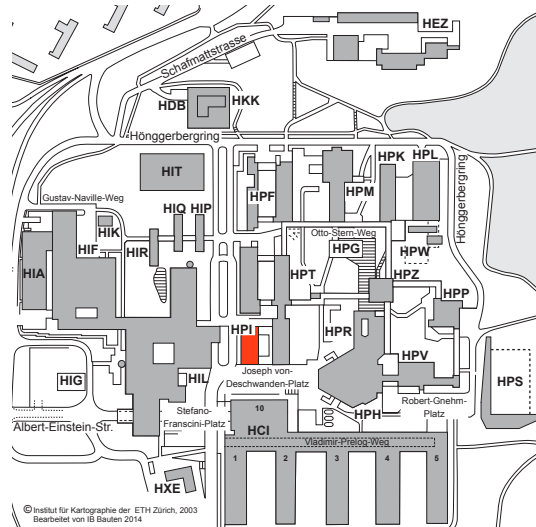 HEZ
Schafmattstrasse
HDB
HKK
Hönggerbergring
HIT
HPF
HPM
HPK
HPL
Hönggerbergring
Gustav-Naville-Weg
HIK
HIQ
HIP
HIF
HIR
Otto-Stern-Weg
HPG
HPW
HIA
HPT
HPZ
HPP
HPI
HPR
HPV
HPS
Joseph von-
Deschwanden-Platz
HIG
HIL
Robert-Gnehm-
Platz
Stefano-
Franscini-Platz
HPH
Albert-Einstein-Str.
10
HCI
Vladimir-Prelog-Weg
1
2
3
4
5
HXE
© Institut für Kartographie der ETH Zürich, 2003
Bearbeitet von IB Bauten 2014